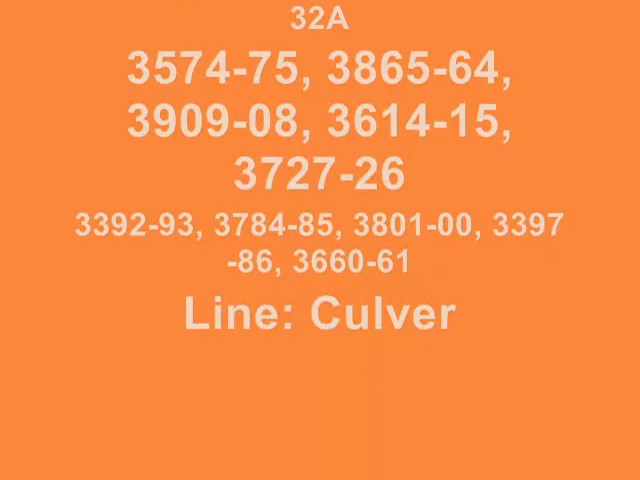 32A
3574-75, 3865-64,
3909-08, 3614-15,
3727-26
3392-93, 3784-85, 3801-00, 3397
-86, 3660-61
Line: Culver